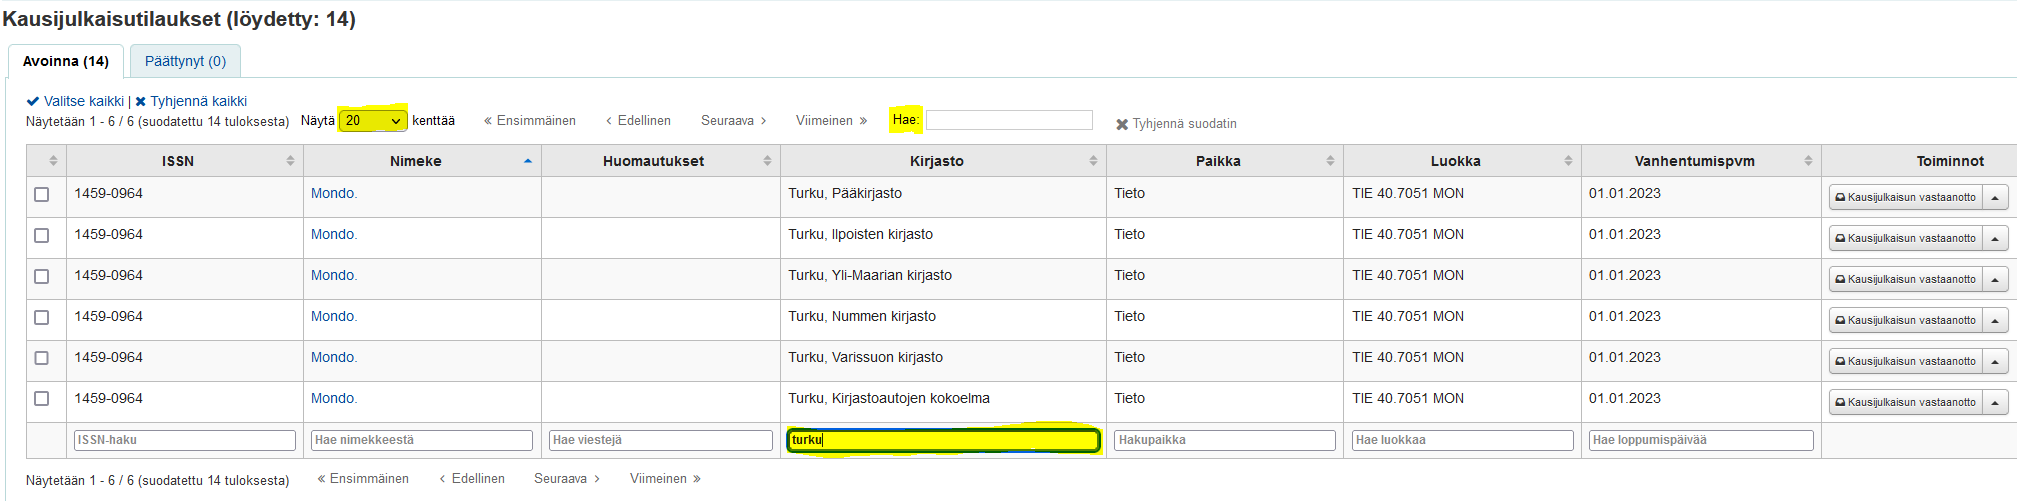 Kausijulkaisutilaukset (löydetty: 14)
Avoinna (14) Päättynyt (0)
Valitse kaikki | Tyhjennä kaikki
Näytetään 1 - 6 / 6 (suodatettu 14 tuloksesta) Näytä 20 kenttää Ensimmäinen Edellinen Seuraava Viimeinen Hae: Tyhjennä suodatin
ISSN Nimeke Huomautukset Kirjasto Paikka Luokka Vanhentumispvm Toiminnot
1459-0964 Mondo. Turku, Pääkirjasto Tieto TIE 40.7051 MON 01.01.2023 Kausijulkaisun vastaanotto
1459-0964 Mondo. Turku, Ilpoisten kirjasto Tieto TIE 40.7051 MON 01.01.2023 Kausijulkaisun vastaanotto
1459-0964 Mondo. Turku, Yli-Maarian kirjasto Tieto TIE 40.7051 MON 01.01.2023 Kausijulkaisun vastaanotto
1459-0964 Mondo. Turku, Nummen kirjasto Tieto TIE 40.7051 MON 01.01.2023 Kausijulkaisun vastaanotto
1459-0964 Mondo. Turku, Varissuon kirjasto Tieto TIE 40.7051 MON 01.01.2023 Kausijulkaisun vastaanotto
1459-0964 Mondo. Turku, Kirjastoautojen kokoelma Tieto TIE 40.7051 MON 01.01.2023 Kausijulkaisun vastaanotto
ISSN-haku Hae nimekkeestä Hae viestejä turku Hakupaikka Hae luokkaa Hae loppumispäivää
Näytetään 1 - 6 / 6 (suodatettu 14 tuloksesta) Ensimmäinen Edellinen Seuraava Viimeinen